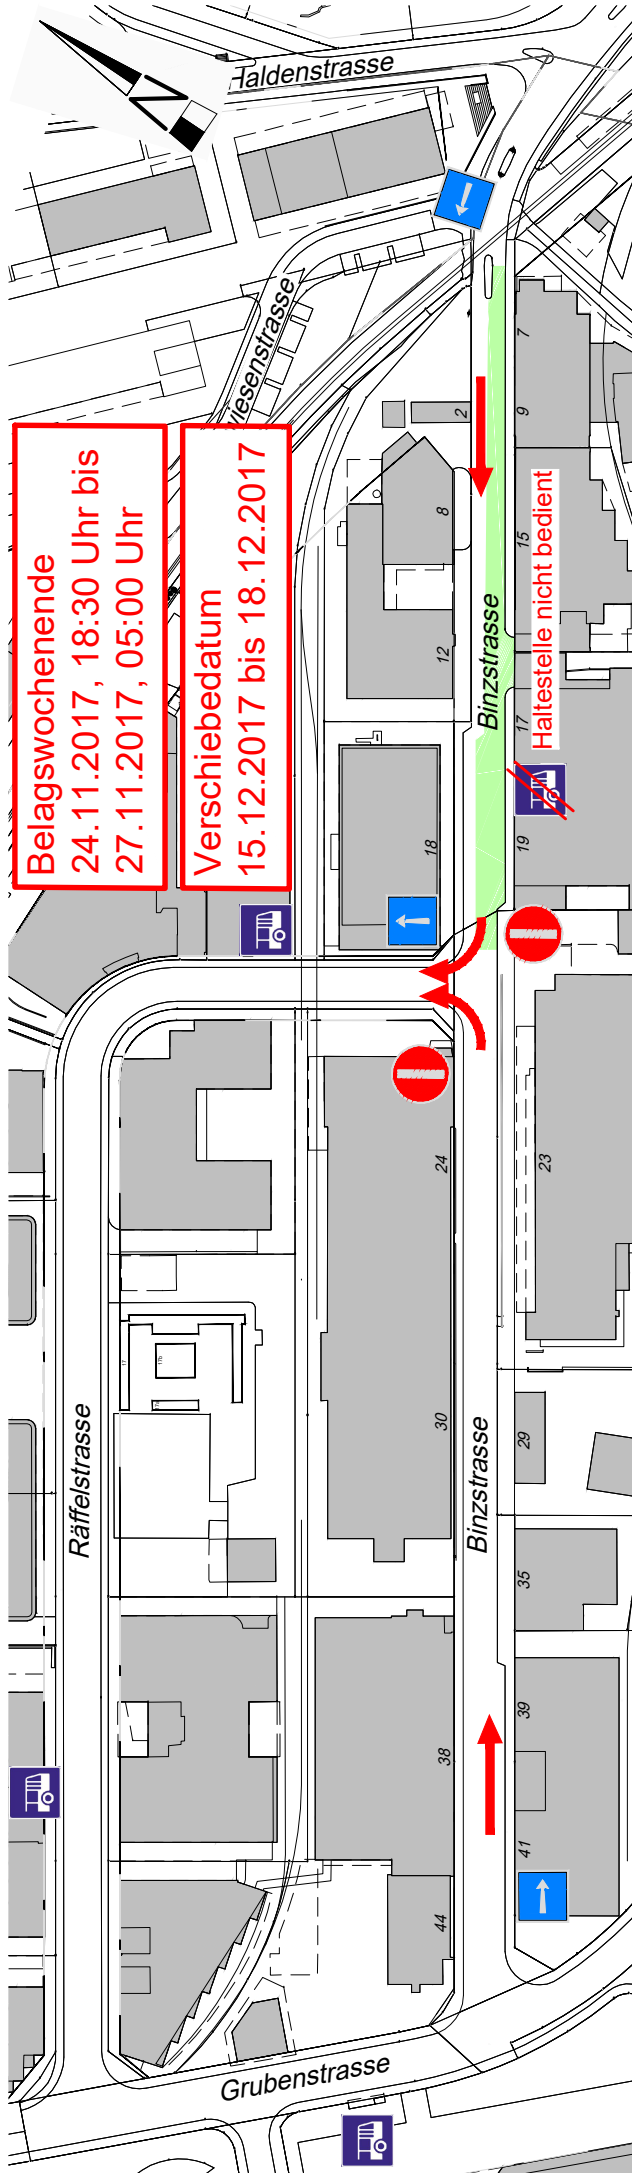 Haldenstrasse
wiesenstrasse
Belagswochenende
24.11.2017, 18:30 Uhr bis
27.11.2017, 05:00 Uhr
Verschiebedatum
15.12.2017 bis 18.12.2017
2
7
9
8
15
12
Binzstrasse
Haltestelle nicht bedient
17
18
19
24
23
17
17b
30
29
Räffelstrasse
Binzstrasse
35
38
39
41
44
Grubenstrasse